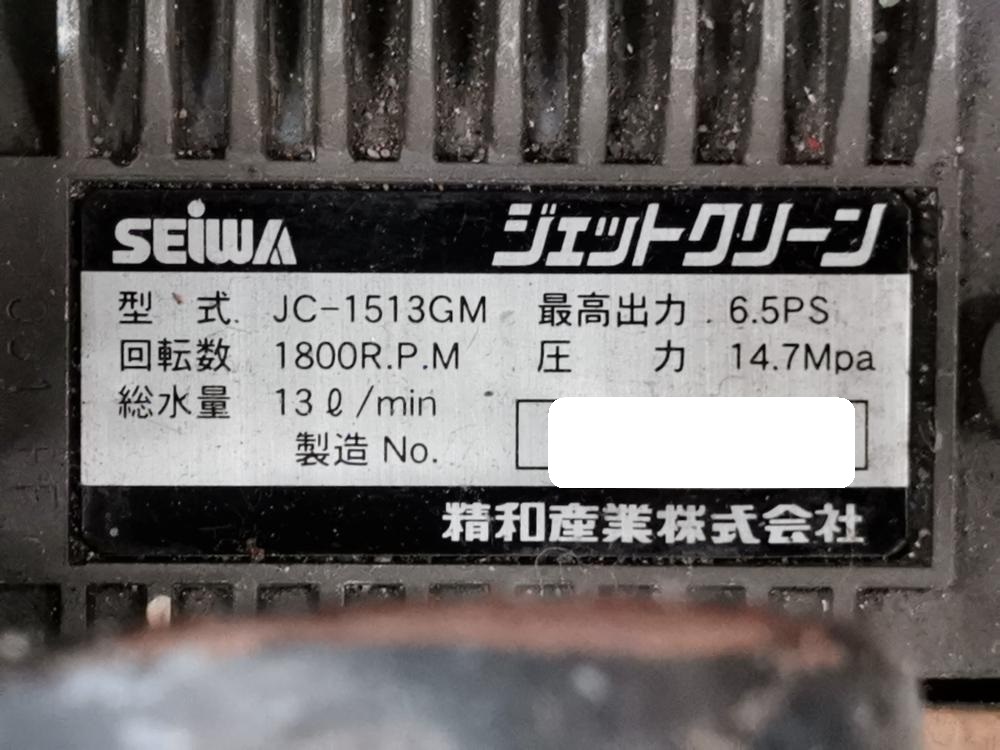 SEiWA ジェットクリーン
型 式 JC-1513GM 最高出力 6.5PS
回転数 1800R.P.M 圧 力 14.7Mpa
総水量 13ℓ/min
製造 No.
精和産業株式会社